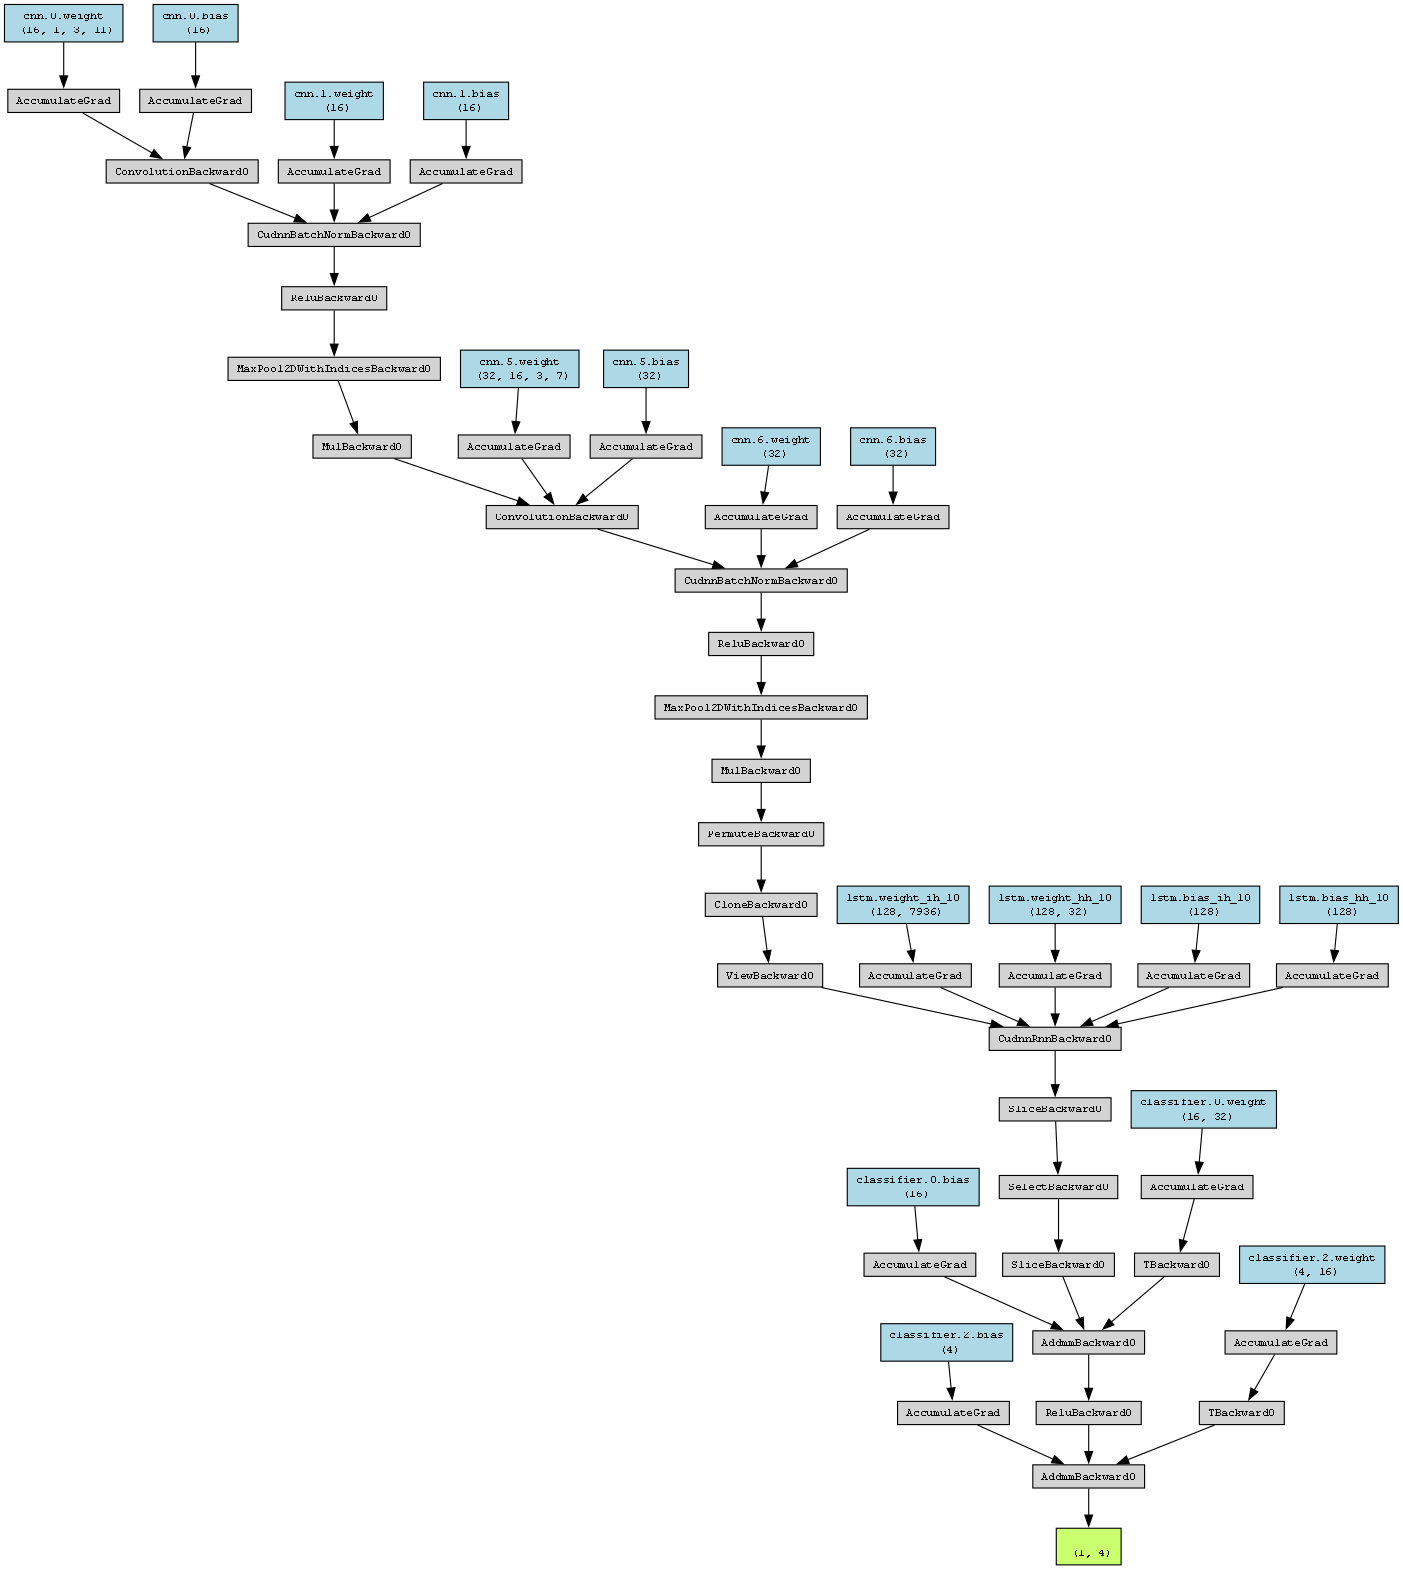 cnn.0.weight
(16, 1, 3, 11)
cnn.0.bias
(16)
cnn.1.weight
(16)
cnn.1.bias
(16)
AccumulateGrad
AccumulateGrad
ConvolutionBackward0
AccumulateGrad
AccumulateGrad
CudnnBatchNormBackward0
ReluBackward0
MaxPool2DWithIndicesBackward0
cnn.5.weight
(32, 16, 3, 7)
cnn.5.bias
(32)
MulBackward0
AccumulateGrad
AccumulateGrad
cnn.6.weight
(32)
cnn.6.bias
(32)
ConvolutionBackward0
AccumulateGrad
AccumulateGrad
CudnnBatchNormBackward0
ReluBackward0
MaxPool2DWithIndicesBackward0
MulBackward0
PermuteBackward0
CloneBackward0
lstm.weight_ih_l0
(128, 7936)
lstm.weight_hh_l0
(128, 32)
lstm.bias_ih_l0
(128)
lstm.bias_hh_l0
(128)
ViewBackward0
AccumulateGrad
AccumulateGrad
AccumulateGrad
AccumulateGrad
CudnnRnnBackward0
SliceBackward0
classifier.0.weight
(16, 32)
classifier.0.bias
(16)
SelectBackward0
AccumulateGrad
AccumulateGrad
SliceBackward0
TBackward0
classifier.2.weight
(4, 16)
classifier.2.bias
(4)
AddmmBackward0
AccumulateGrad
AccumulateGrad
ReluBackward0
TBackward0
AddmmBackward0
(1, 4)